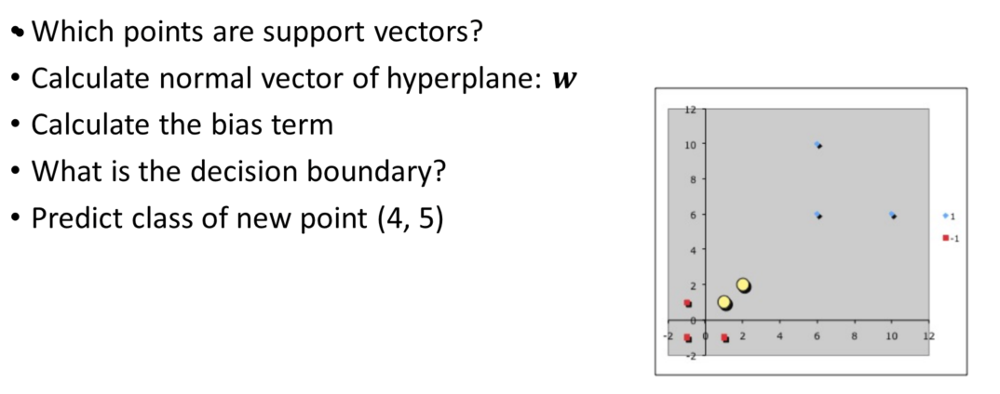 • Which points are support vectors?
• Calculate normal vector of hyperplane: w
• Calculate the bias term
• What is the decision boundary?
• Predict class of new point (4, 5)
12
10
8
6
4
2
0
-2 0 2 4 6 8 10 12
-2
1
-1